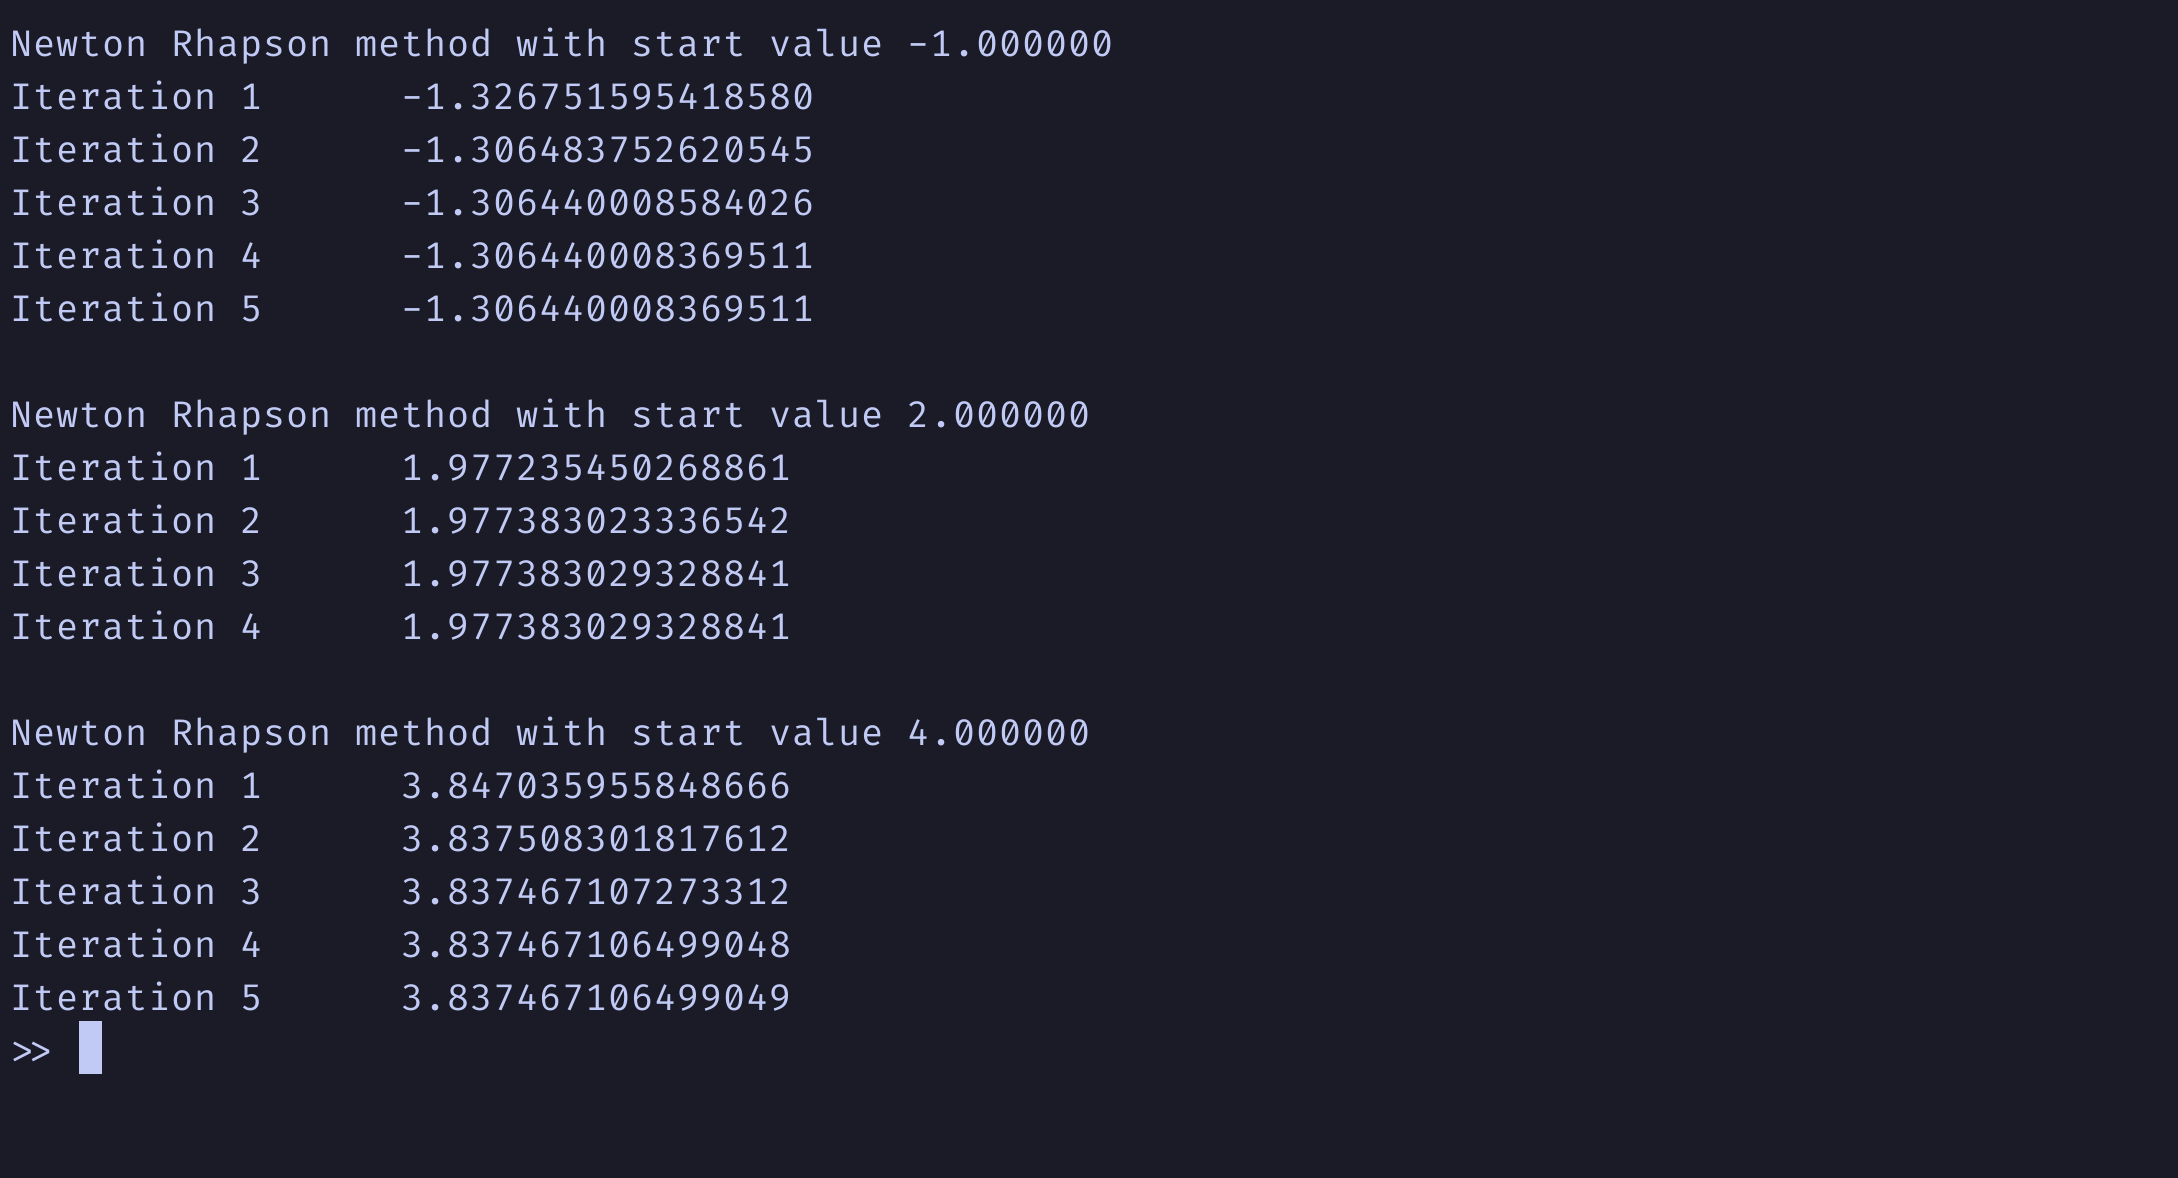 Newton Rhapson method with start value -1.000000
Iteration 1      -1.326751595418580
Iteration 2      -1.306483752620545
Iteration 3      -1.306440008584026
Iteration 4      -1.306440008369511
Iteration 5      -1.306440008369511

Newton Rhapson method with start value 2.000000
Iteration 1      1.977235450268861
Iteration 2      1.977383023336542
Iteration 3      1.977383029328841
Iteration 4      1.977383029328841

Newton Rhapson method with start value 4.000000
Iteration 1      3.847035955848666
Iteration 2      3.837508301817612
Iteration 3      3.837467107273312
Iteration 4      3.837467106499048
Iteration 5      3.837467106499049
>>